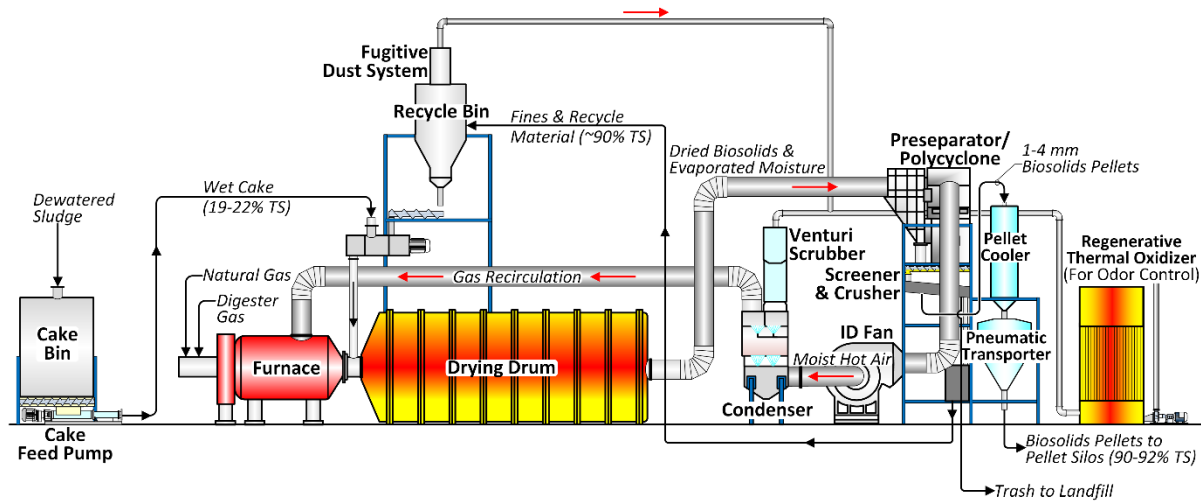 Fugitive
Dust System
Recycle Bin
Fines & Recycle
Material (~90% TS)
Preseparator/
Polycyclone
1-4 mm
Biosolids Pellets
Dried Biosolids &
Evaporated Moisture
Wet Cake
(19-22% TS)
Dewatered
Sludge
Venturi
Scrubber
Pellet
Cooler
Regenerative
Thermal Oxidizer
(For Odor Control)
Natural Gas
Gas Recirculation
Screener
& Crusher
Digester
Gas
Cake
Bin
ID Fan
Pneumatic
Transporter
Furnace
Drying Drum
Moist Hot Air
Condenser
Cake
Feed Pump
Biosolids Pellets to
Pellet Silos (90-92% TS)
Trash to Landfill